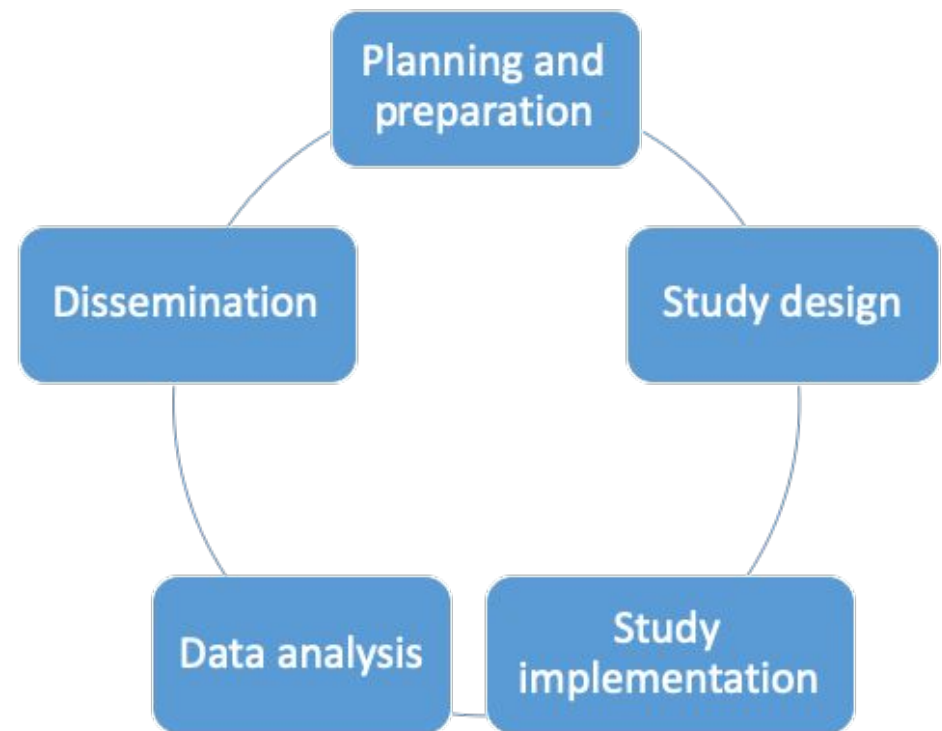 Planning and
preparation
Study design
Study
implementation
Data analysis
Dissemination